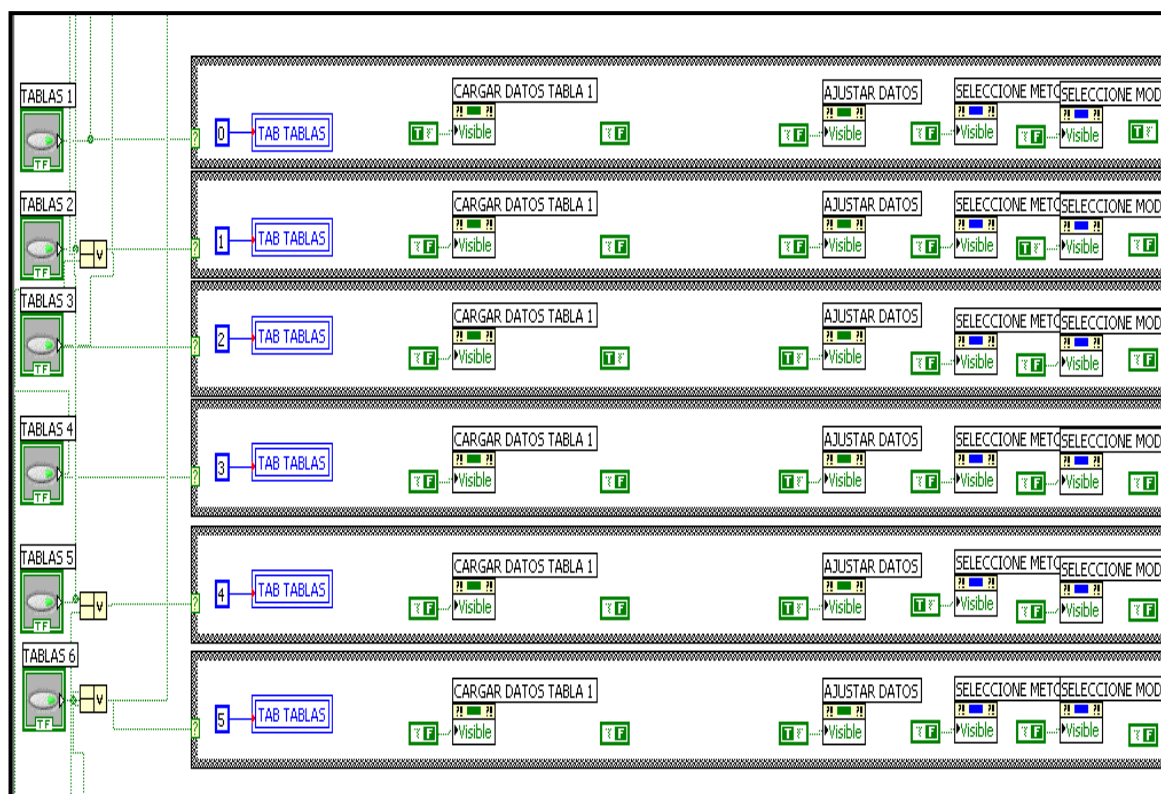 TABLAS 1
TF
?
0
TAB TABLAS
CARGAR DATOS TABLA 1
?! ?!
Visible
T F
AJUSTAR DATOS
?! ?!
Visible
SELECCIONE METO
?! ?!
Visible
SELECCIONE MOD
?! ?!
Visible
TABLAS 2
TF
V
?
1
TAB TABLAS
CARGAR DATOS TABLA 1
?! ?!
Visible
F
AJUSTAR DATOS
?! ?!
Visible
SELECCIONE METO
?! ?!
Visible
SELECCIONE MOD
?! ?!
Visible
TABLAS 3
TF
?
2
TAB TABLAS
CARGAR DATOS TABLA 1
?! ?!
Visible
T
AJUSTAR DATOS
?! ?!
Visible
SELECCIONE METO
?! ?!
Visible
SELECCIONE MOD
?! ?!
Visible
TABLAS 4
TF
?
3
TAB TABLAS
CARGAR DATOS TABLA 1
?! ?!
Visible
F
AJUSTAR DATOS
?! ?!
Visible
SELECCIONE METO
?! ?!
Visible
SELECCIONE MOD
?! ?!
Visible
TABLAS 5
TF
V
?
4
TAB TABLAS
CARGAR DATOS TABLA 1
?! ?!
Visible
F
AJUSTAR DATOS
?! ?!
Visible
SELECCIONE METO
?! ?!
Visible
SELECCIONE MOD
?! ?!
Visible
TABLAS 6
TF
V
?
5
TAB TABLAS
CARGAR DATOS TABLA 1
?! ?!
Visible
F
AJUSTAR DATOS
?! ?!
Visible
SELECCIONE METO
?! ?!
Visible
SELECCIONE MOD
?! ?!
Visible